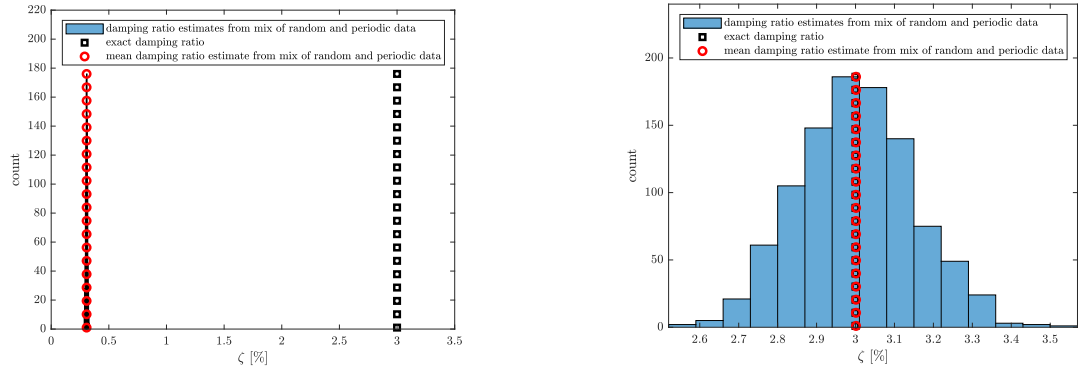 220
200
180
160
140
120
100
80
60
40
20
0
count
damping ratio estimates from mix of random and periodic data
exact damping ratio
mean damping ratio estimate from mix of random and periodic data
0 0.5 1 1.5 2 2.5 3 3.5
ζ [%]
200
150
100
50
0
count
damping ratio estimates from mix of random and periodic data
exact damping ratio
mean damping ratio estimate from mix of random and periodic data
2.6 2.7 2.8 2.9 3 3.1 3.2 3.3 3.4 3.5
ζ [%]